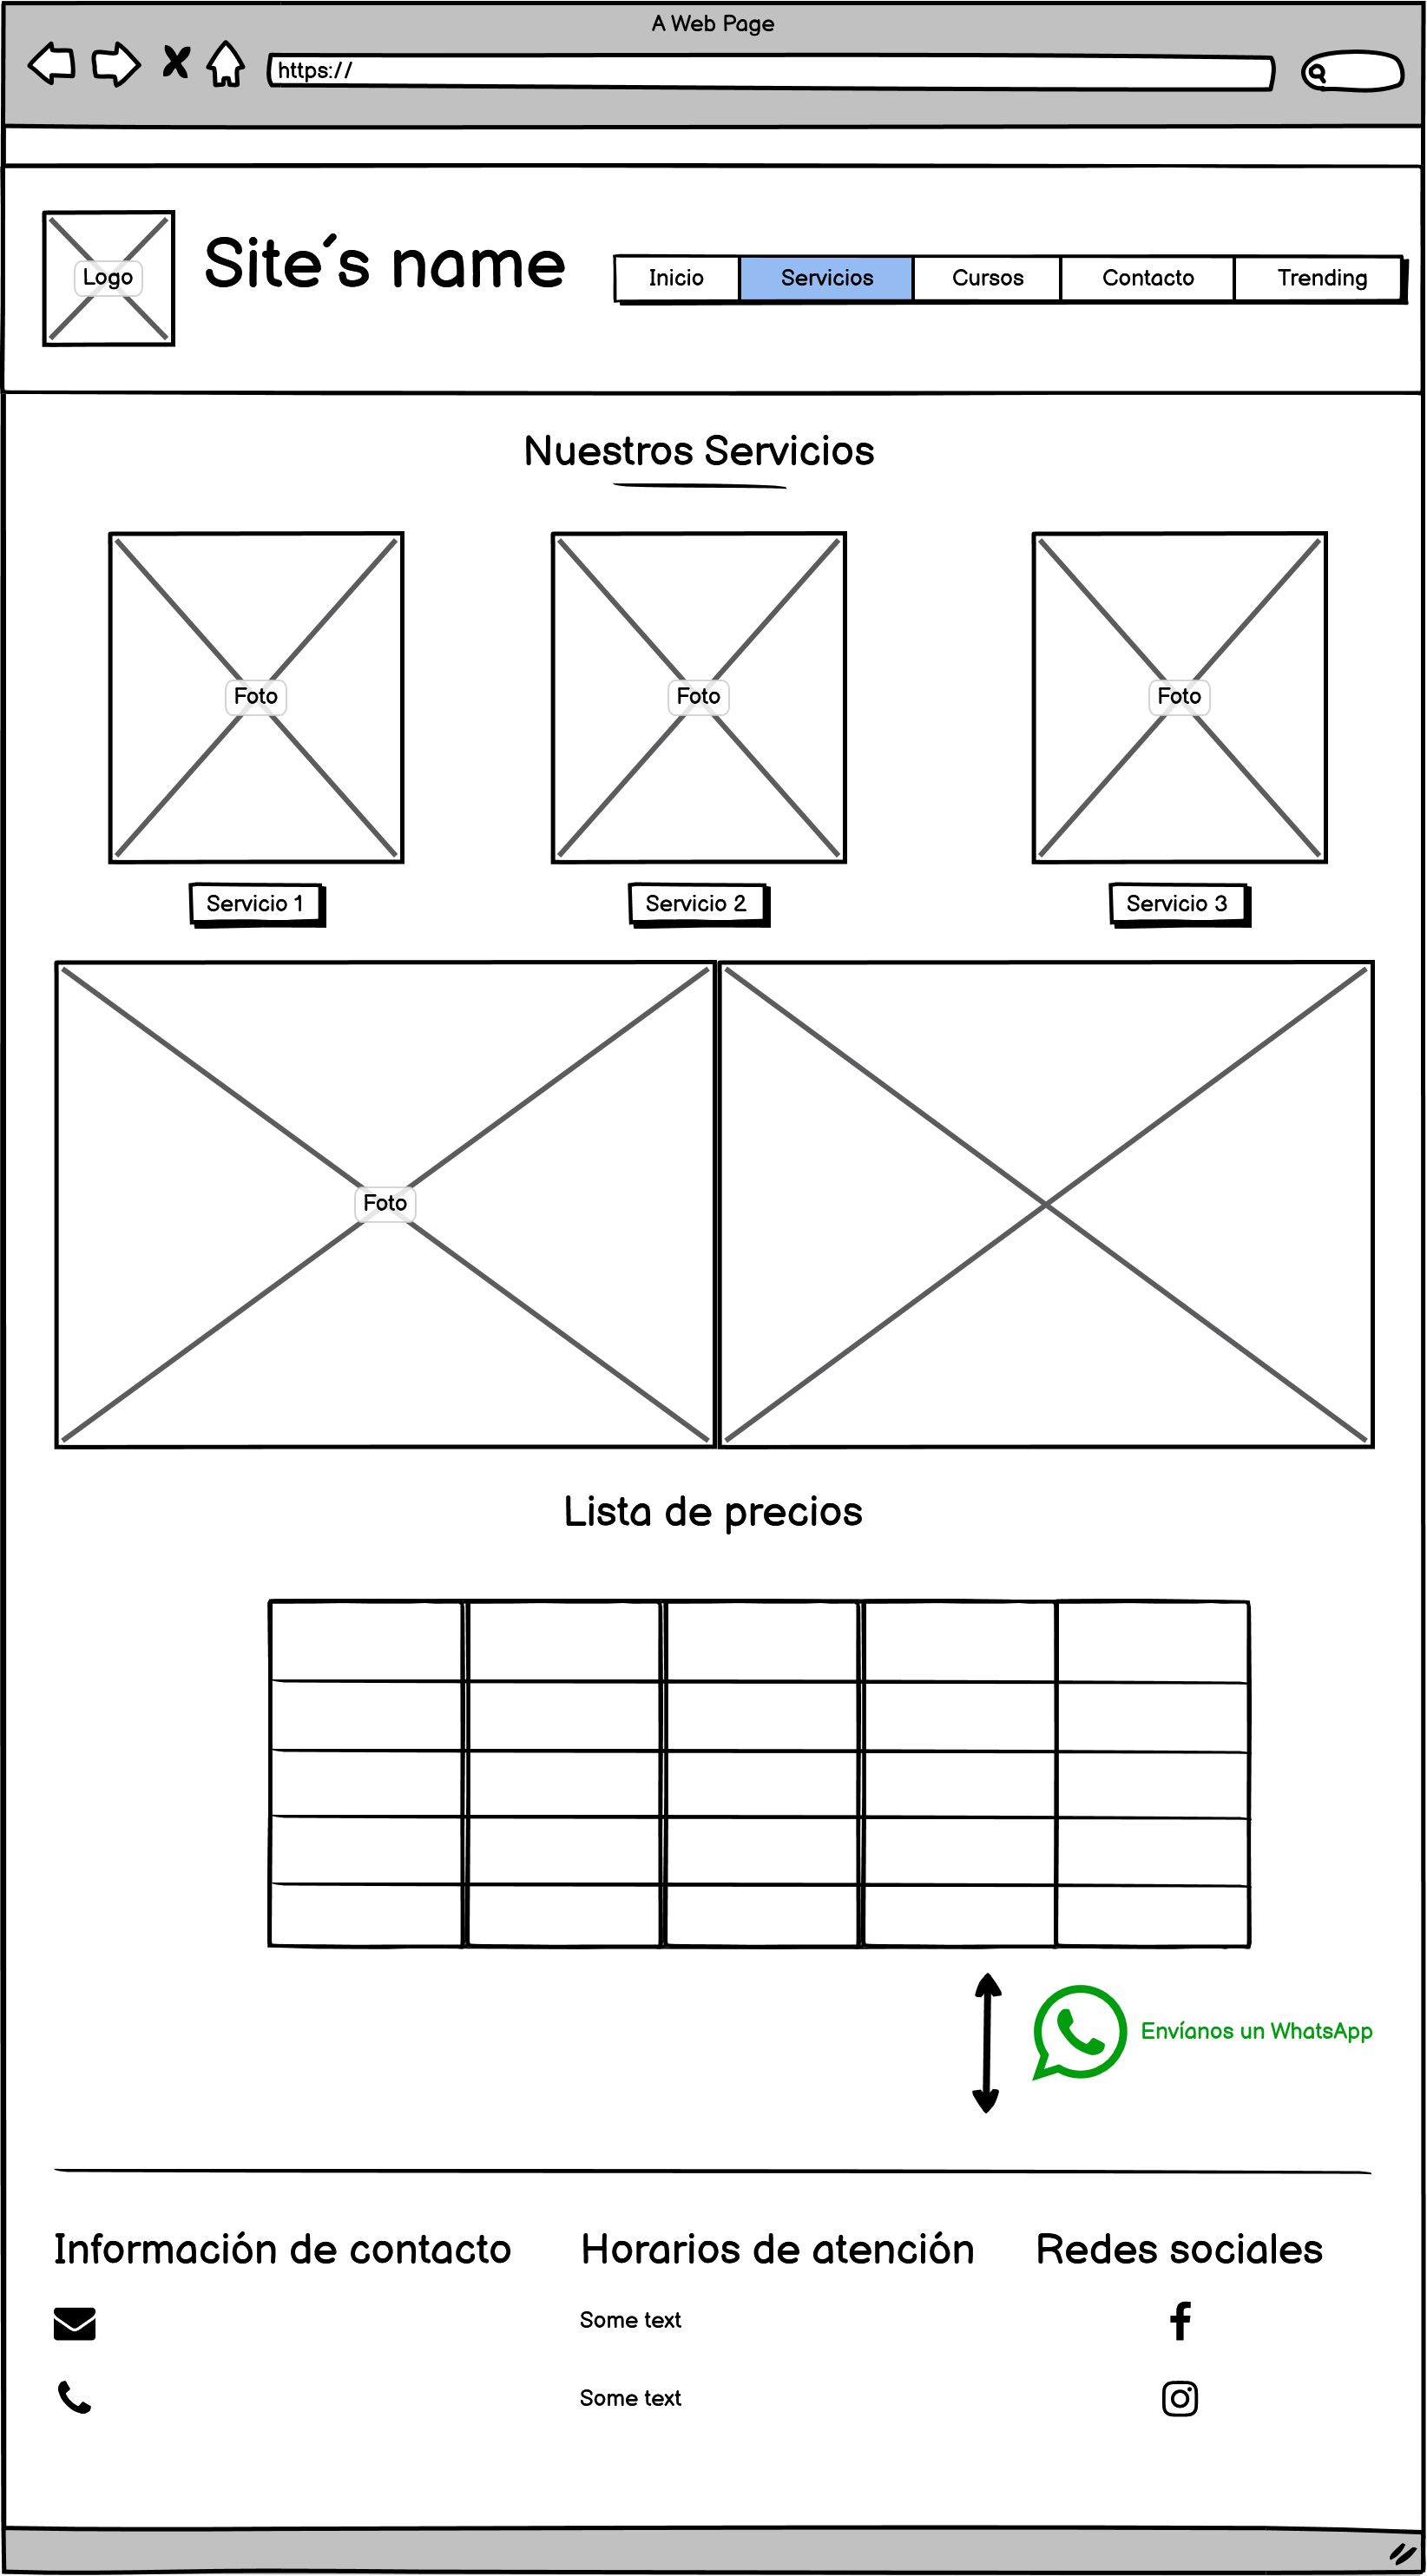 A Web Page
https://
Logo
Site´s name
Inicio
Servicios
Cursos
Contacto
Trending
Nuestros Servicios
Foto
Foto
Foto
Servicio 1
Servicio 2
Servicio 3
Foto
Lista de precios
Envíanos un WhatsApp
Información de contacto
Horarios de atención
Redes sociales
Some text
Some text